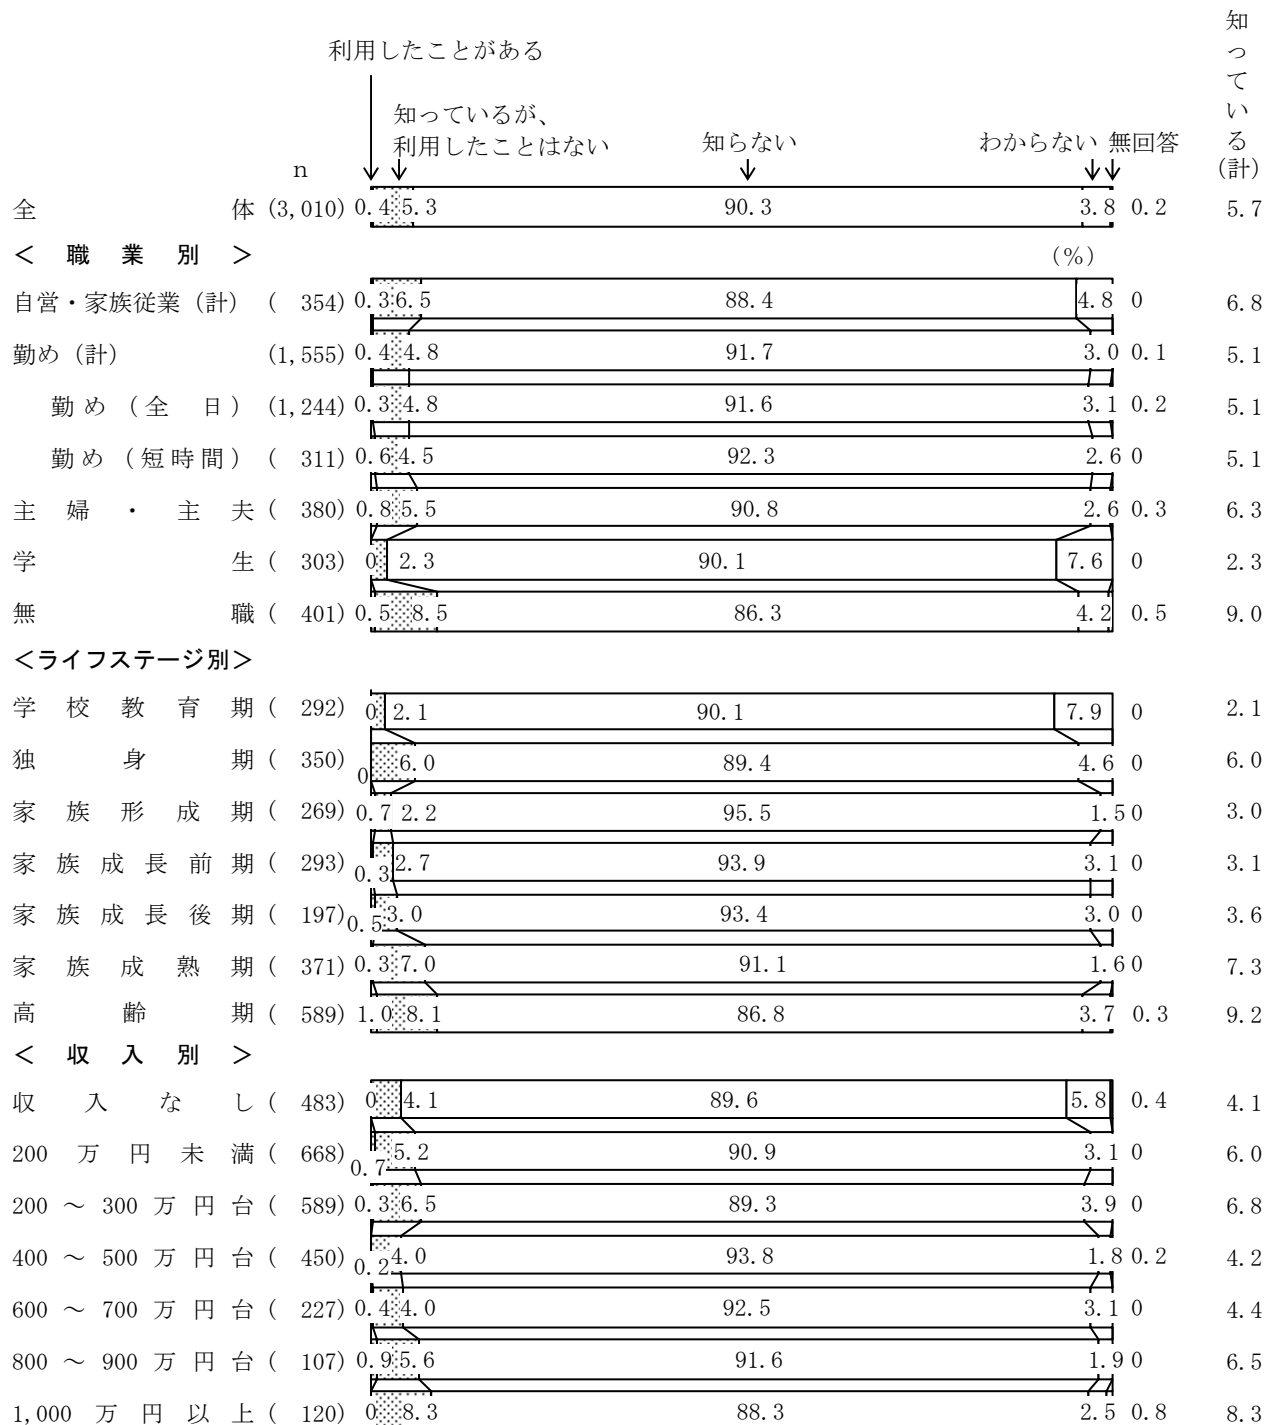 利用したことがある
知っているが、
利用したことはない
知らない
わからない 無回答
知っている(計)
n
全体 (3,010) 0.4 5.3 90.3 3.8 0.2 5.7
＜職業別＞ (%)
自営・家族従業（計） ( 354) 0.3 6.5 88.4 4.8 0 6.8
勤め（計） (1,555) 0.4 4.8 91.7 3.0 0.1 5.1
勤め（全日） (1,244) 0.3 4.8 91.6 3.1 0.2 5.1
勤め（短時間） ( 311) 0.6 4.5 92.3 2.6 0 5.1
主婦・主夫 ( 380) 0.8 5.5 90.8 2.6 0.3 6.3
学生 ( 303) 0 2.3 90.1 7.6 0 2.3
無職 ( 401) 0.5 8.5 86.3 4.2 0.5 9.0
＜ライフステージ別＞
学校教育期 ( 292) 0 2.1 90.1 7.9 0 2.1
独身期 ( 350) 0 6.0 89.4 4.6 0 6.0
家族形成期 ( 269) 0.7 2.2 95.5 1.5 0 3.0
家族成長前期 ( 293) 0.3 2.7 93.9 3.1 0 3.1
家族成長後期 ( 197) 0.5 3.0 93.4 3.0 0 3.6
家族成熟期 ( 371) 0.3 7.0 91.1 1.6 0 7.3
高齢期 ( 589) 1.0 8.1 86.8 3.7 0.3 9.2
＜収入別＞
収入なし ( 483) 0 4.1 89.6 5.8 0.4 4.1
200万円未満 ( 668) 0.7 5.2 90.9 3.1 0 6.0
200～300万円台 ( 589) 0.3 6.5 89.3 3.9 0 6.8
400～500万円台 ( 450) 0.2 4.0 93.8 1.8 0.2 4.2
600～700万円台 ( 227) 0.4 4.0 92.5 3.1 0 4.4
800～900万円台 ( 107) 0.9 5.6 91.6 1.9 0 6.5
1,000万円以上 ( 120) 0 8.3 88.3 2.5 0.8 8.3